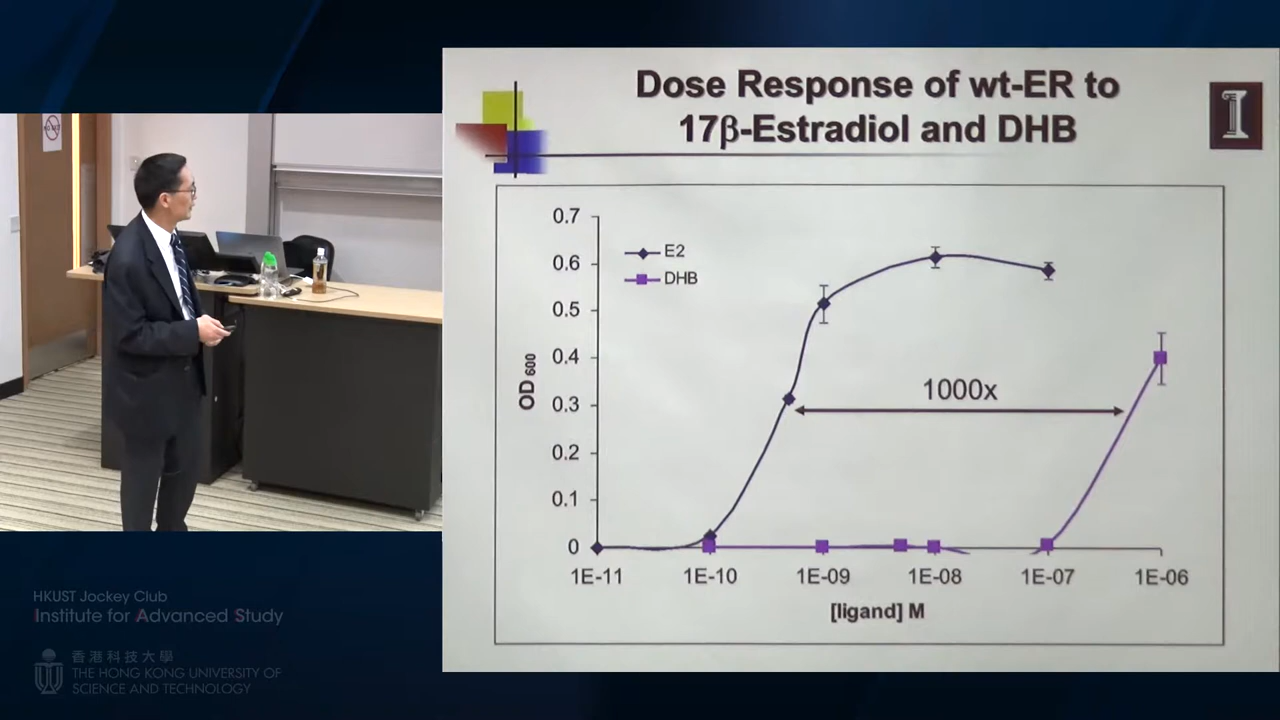 Dose Response of wt-ER to
17β-Estradiol and DHB
I
0.7
0.6
0.5
0.4
0.3
0.2
0.1
0
OD600
E2
DHB
1000x
1E-11 1E-10 1E-09 1E-08 1E-07 1E-06
[ligand] M
HKUST Jockey Club
Institute for Advanced Study
香港科技大學
THE HONG KONG UNIVERSITY OF
SCIENCE AND TECHNOLOGY